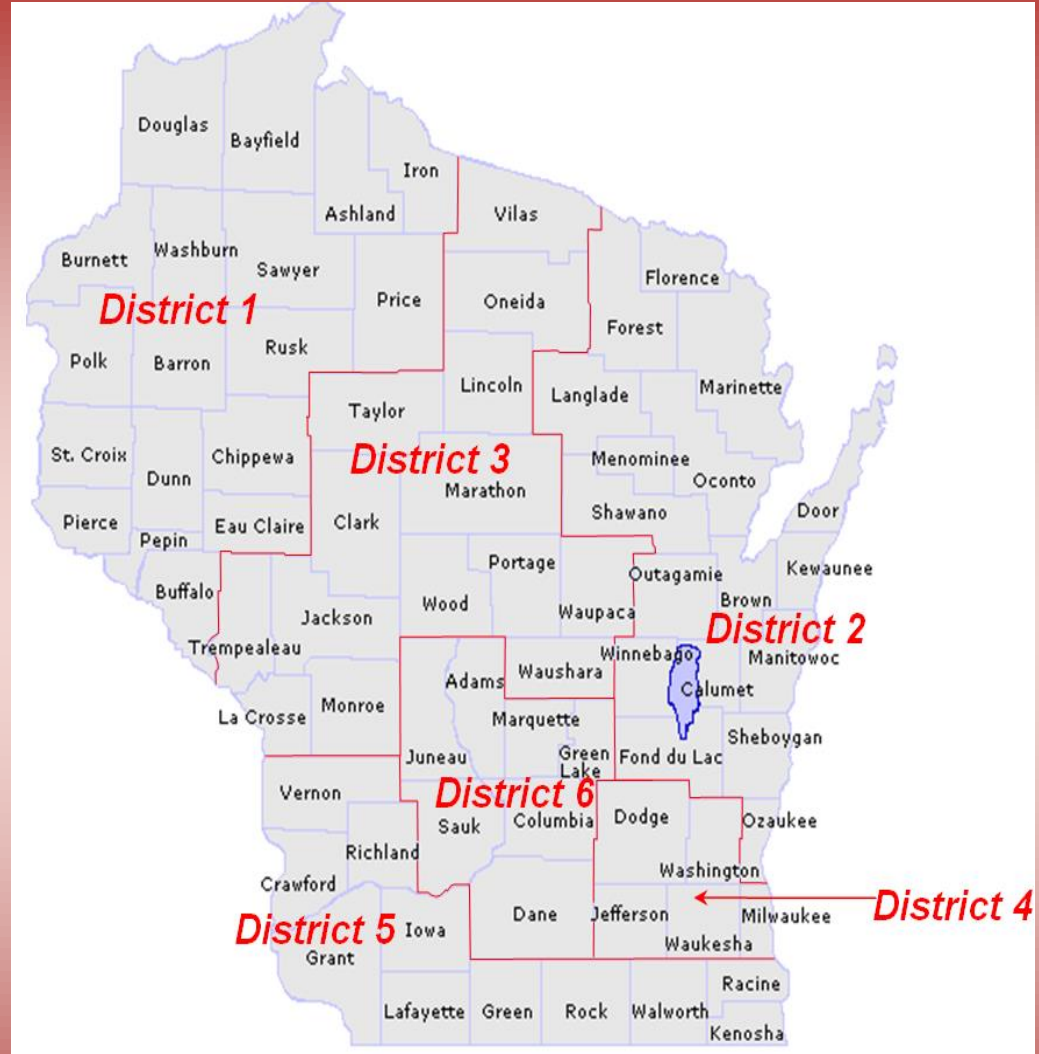 Douglas
Bayfield
Iron
Ashland
Vilas
Washburn
Burnett
Sawyer
Florence
Price
Oneida
District 1
Forest
Rusk
Polk
Barron
Lincoln
Marinette
Langlade
Taylor
St. Croix
Chippewa
District 3
Menominee
Dunn
Marathon
Oconto
Pierce
Eau Claire
Clark
Shawano
Door
Pepin
Portage
Outagamie
Kewaunee
Buffalo
Wood
Waupaca
Brown
Jackson
District 2
Trempealeau
Winnebago
Manitowoc
Waushara
Adams
Calumet
La Crosse
Monroe
Marquette
Sheboygan
Juneau
Green
Lake
Fond du Lac
Vernon
District 6
Columbia
Dodge
Ozaukee
Sauk
Richland
Washington
Crawford
District 4
Dane
Jefferson
Milwaukee
District 5
Iowa
Waukesha
Grant
Racine
Lafayette
Green
Rock
Walworth
Kenosha